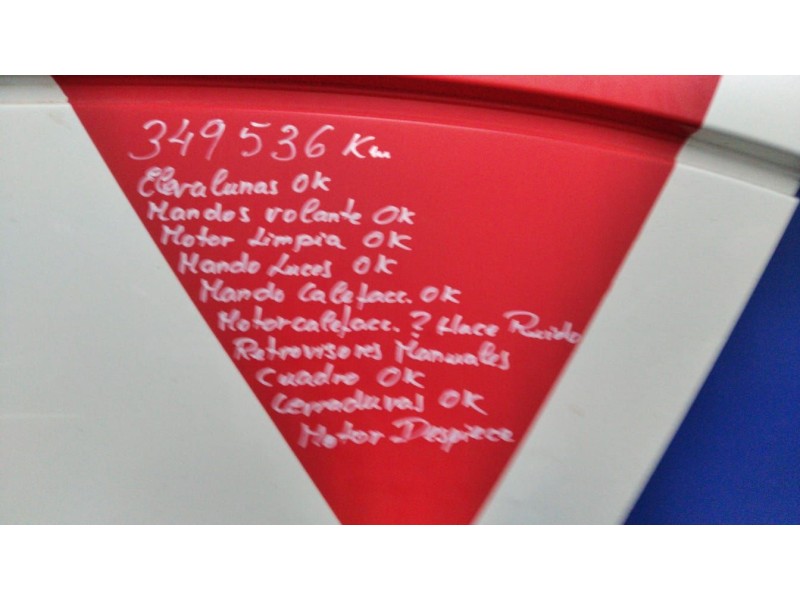 349536 Km
Elevalunas OK
Mandos volante OK
Motor Limpia OK
Mando Luces OK
Mando Calefacc. OK
Motor calefacc. ? Hace Ruido
Retrovisores Manuales
Cuadro OK
Cerraduras OK
Motor Despiece